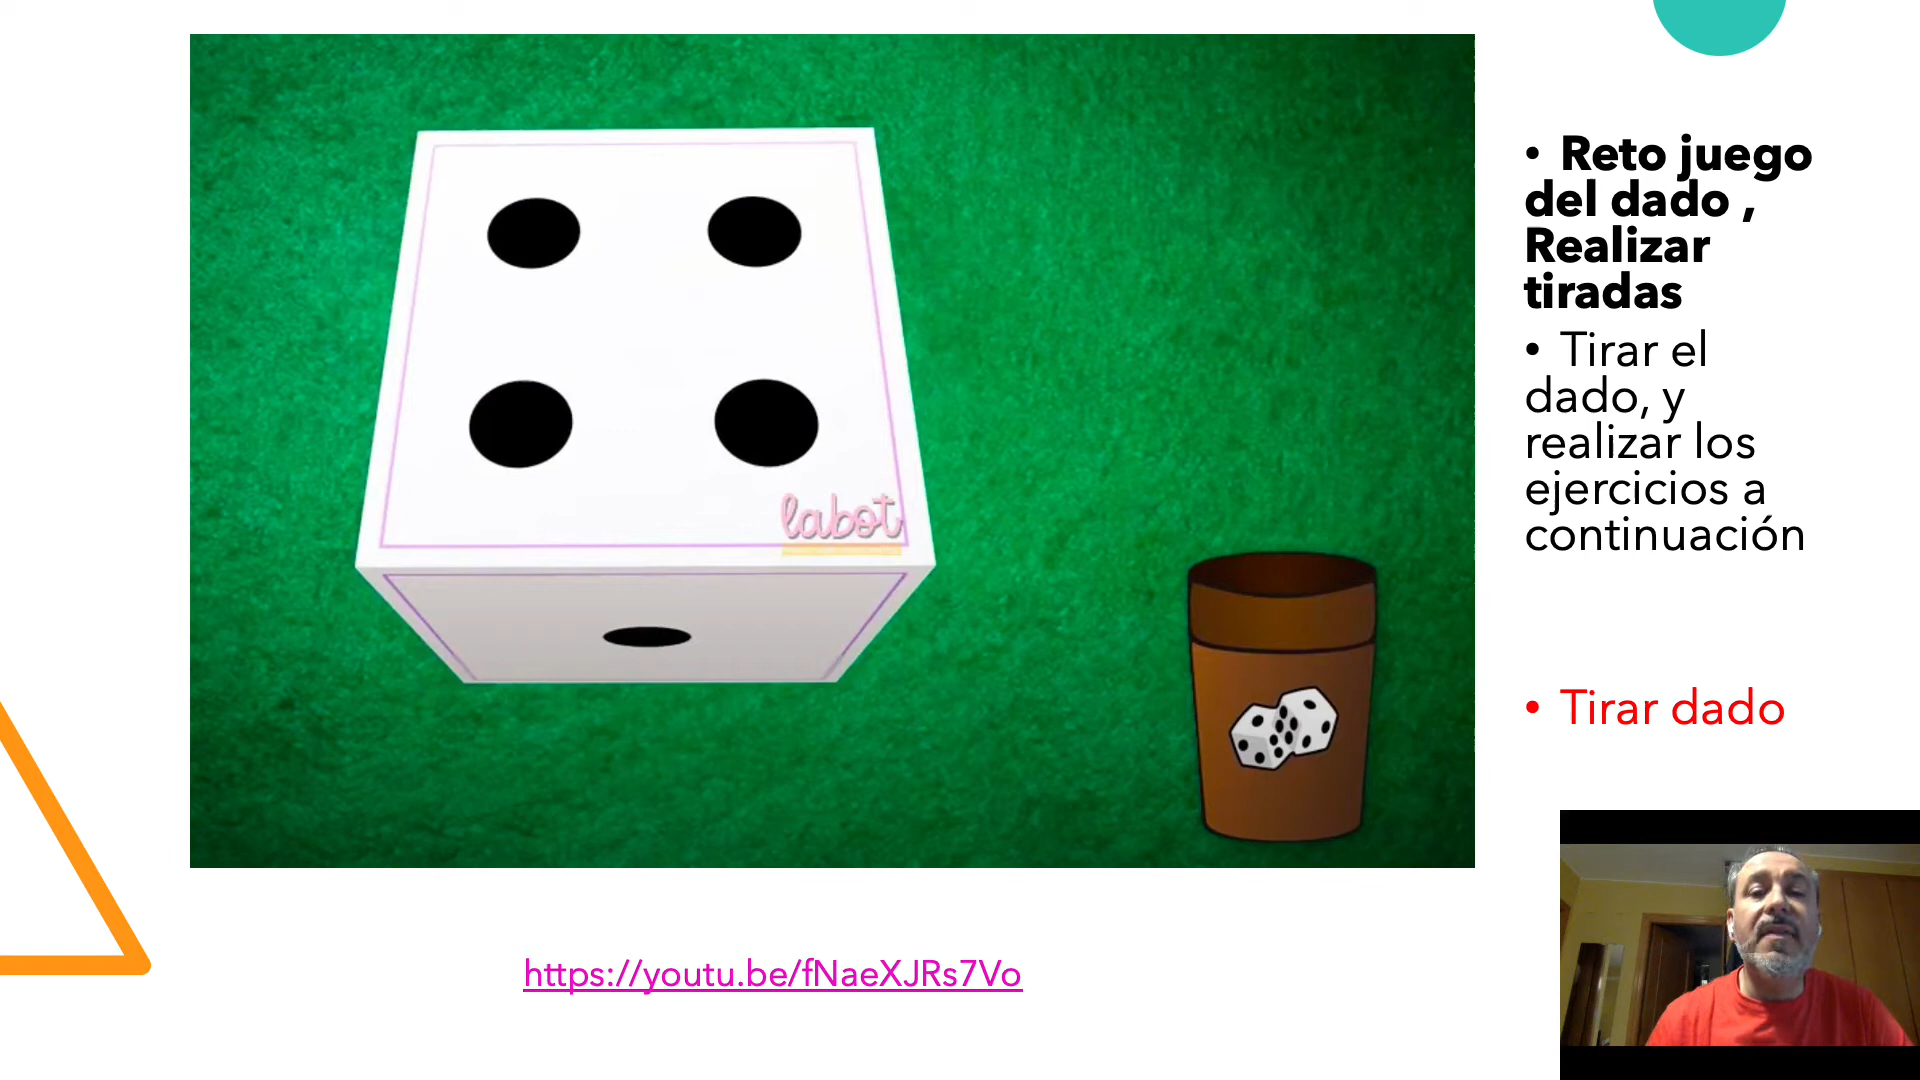 • Reto juego
del dado ,
Realizar
tiradas
• Tirar el
dado, y
realizar los
ejercicios a
continuación
labot
• Tirar dado
https://youtu.be/fNaeXJRs7Vo